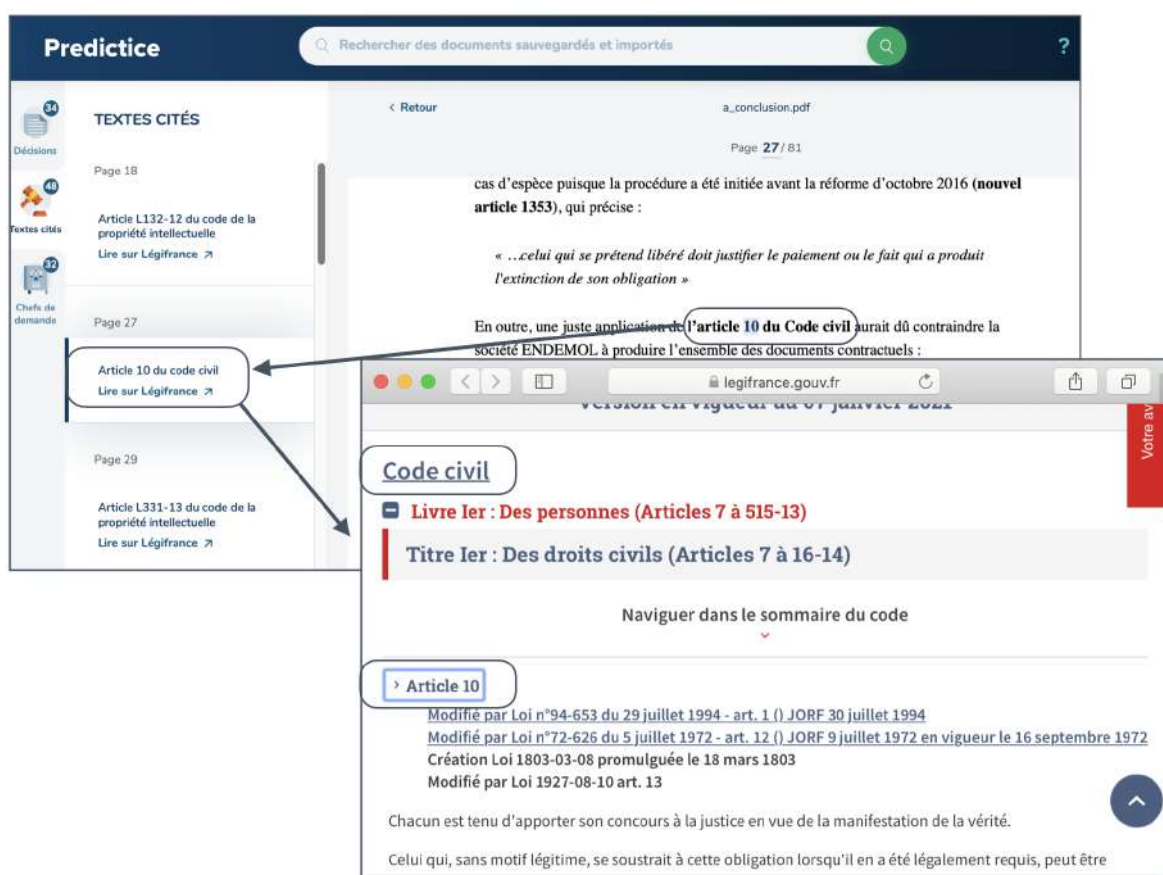 Predictice
Rechercher des documents sauvegardés et importés
?
34
Décisions
48
Textes cités
32
Chefs de
demande
TEXTES CITÉS
Page 18
Article L132-12 du code de la
propriété intellectuelle
Lire sur Légifrance ↗
Page 27
Article 10 du code civil
Lire sur Légifrance ↗
Page 29
Article L331-13 du code de la
propriété intellectuelle
Lire sur Légifrance ↗
< Retour
a_conclusion.pdf
Page 27 / 81
cas d'espèce puisque la procédure a été initiée avant la réforme d'octobre 2016 (nouvel
article 1353), qui précise :
« …celui qui se prétend libéré doit justifier le paiement ou le fait qui a produit
l'extinction de son obligation »
En outre, une juste application de l'article 10 du Code civil aurait dû contraindre la
société ENDEMOL à produire l'ensemble des documents contractuels :
legifrance.gouv.fr
Version en vigueur au 07 janvier 2021
Votre av
Code civil
Livre Ier : Des personnes (Articles 7 à 515-13)
Titre Ier : Des droits civils (Articles 7 à 16-14)
Naviguer dans le sommaire du code
› Article 10
Modifié par Loi n°94-653 du 29 juillet 1994 - art. 1 () JORF 30 juillet 1994
Modifié par Loi n°72-626 du 5 juillet 1972 - art. 12 () JORF 9 juillet 1972 en vigueur le 16 septembre 1972
Création Loi 1803-03-08 promulguée le 18 mars 1803
Modifié par Loi 1927-08-10 art. 13
Chacun est tenu d'apporter son concours à la justice en vue de la manifestation de la vérité.
Celui qui, sans motif légitime, se soustrait à cette obligation lorsqu'il en a été légalement requis, peut être